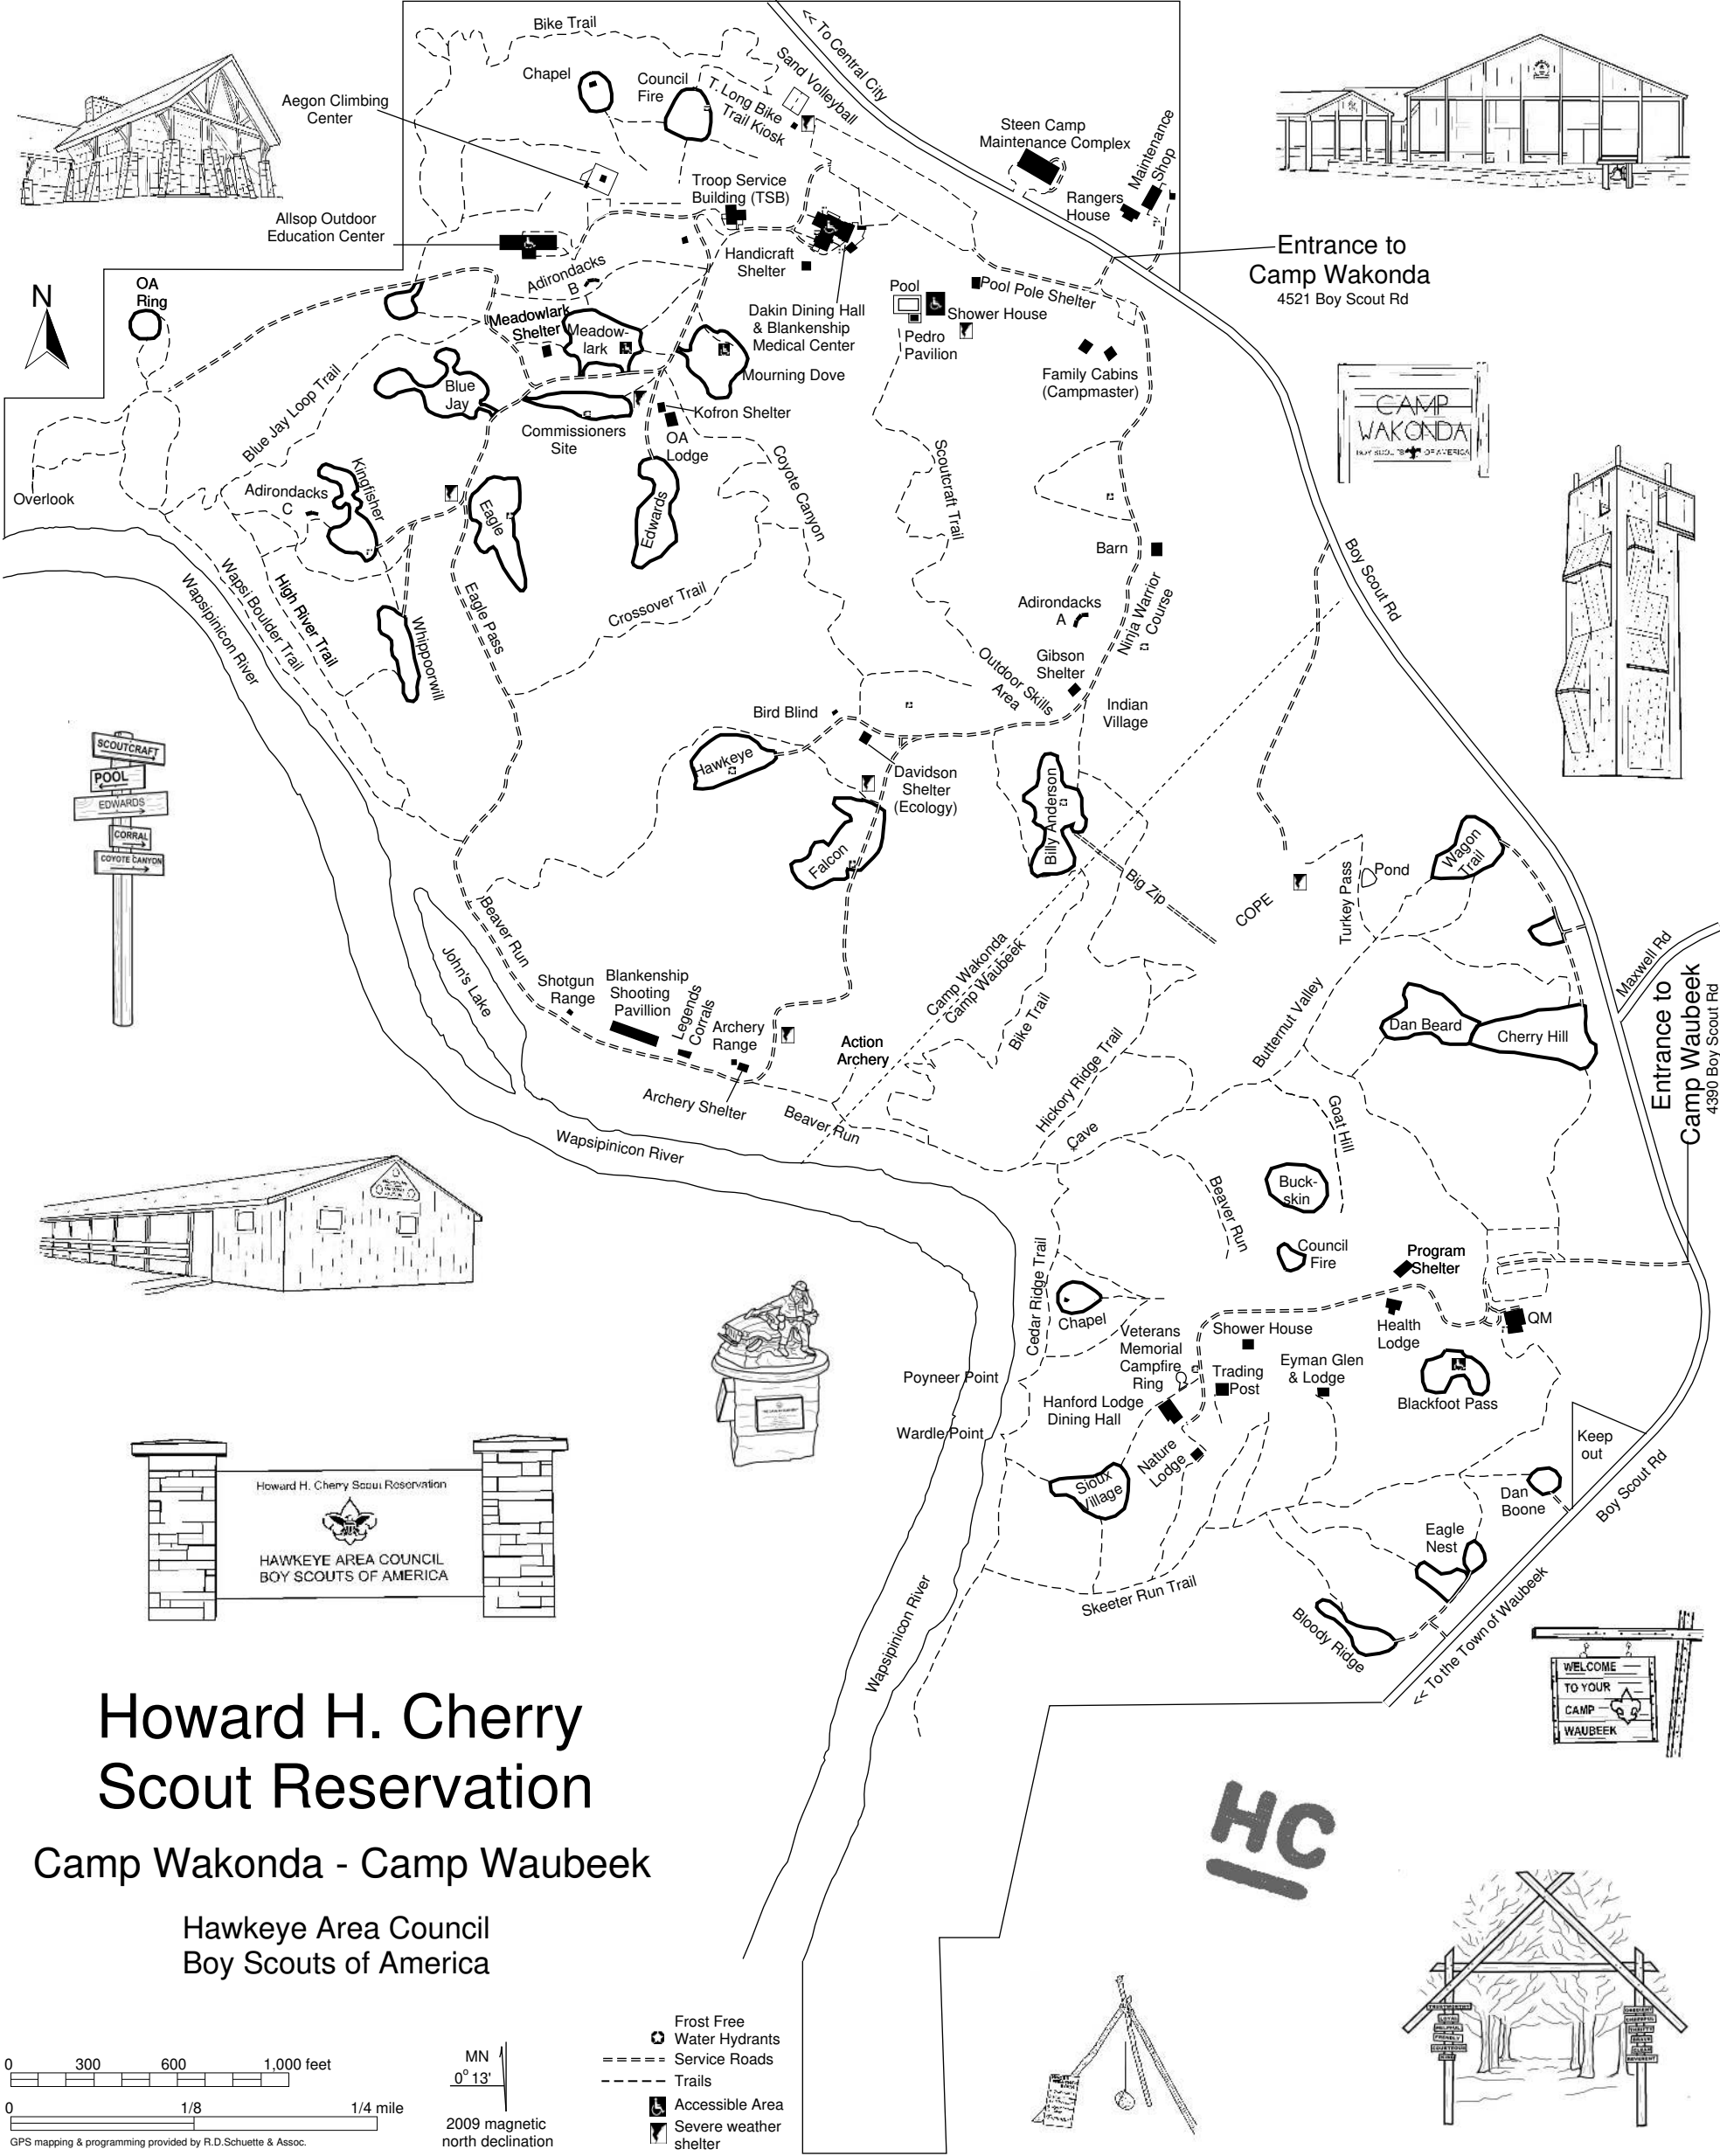 Bike Trail
<< To Central City
Chapel
Council
Fire
T. Long Bike
Trail Kiosk
Sand Volleyball
Aegon Climbing
Center
Steen Camp
Maintenance Complex
Maintenance
Shop
Rangers
House
Troop Service
Building (TSB)
Allsop Outdoor
Education Center
Handicraft
Shelter
Entrance to
Camp Wakonda
4521 Boy Scout Rd
N
OA
Ring
Adirondacks
B
Pool
Pool Pole Shelter
Shower House
Meadowlark
Shelter
Meadow-
lark
Dakin Dining Hall
& Blankenship
Medical Center
Pedro
Pavilion
Mourning Dove
Family Cabins
(Campmaster)
Blue
Jay
Blue Jay Loop Trail
Kofron Shelter
Commissioners
Site
OA
Lodge
CAMP
WAKONDA
BOY SCOUTS OF AMERICA
Overlook
Adirondacks
C
Kingfisher
Eagle
Edwards
Coyote Canyon
Scoutcraft Trail
Barn
Boy Scout Rd
Wapsipinicon River
Wapsi Boulder Trail
High River Trail
Whippoorwill
Eagle Pass
Crossover Trail
Adirondacks
A
Ninja Warrior
Course
Gibson
Shelter
Outdoor Skills
Area
Indian
Village
Bird Blind
Hawkeye
Davidson
Shelter
(Ecology)
Billy Anderson
Falcon
SCOUTCRAFT
POOL
EDWARDS
CORRAL
COYOTE CANYON
Big Zip
COPE
Turkey Pass
Pond
Wagon
Trail
Beaver Run
John's Lake
Shotgun
Range
Blankenship
Shooting
Pavillion
Legends
Corrals
Archery
Range
Archery Shelter
Action
Archery
Camp Wakonda
Camp Waubeek
Bike Trail
Hickory Ridge Trail
Butternut Valley
Dan Beard
Cherry Hill
Maxwell Rd
Entrance to
Camp Waubeek
4390 Boy Scout Rd
Beaver Run
Wapsipinicon River
Cave
Goat Hill
Buck-
skin
Beaver Run
Council
Fire
Program
Shelter
Cedar Ridge Trail
Chapel
Veterans
Memorial
Campfire
Ring
Shower House
Health
Lodge
QM
Trading
Post
Eyman Glen
& Lodge
Blackfoot Pass
Poyneer Point
Hanford Lodge
Dining Hall
Wardle Point
Nature
Lodge
Sioux
Village
Keep
out
Dan
Boone
Boy Scout Rd
Eagle
Nest
Skeeter Run Trail
Bloody Ridge
<< To the Town of Waubeek
Wapsipinicon River
Howard H. Cherry Scout Reservation
HAWKEYE AREA COUNCIL
BOY SCOUTS OF AMERICA
WELCOME
TO YOUR
CAMP
WAUBEEK
Howard H. Cherry
Scout Reservation
Camp Wakonda - Camp Waubeek
Hawkeye Area Council
Boy Scouts of America
HC
0 300 600 1,000 feet
0 1/8 1/4 mile
GPS mapping & programming provided by R.D.Schuette & Assoc.
MN
0° 13'
2009 magnetic
north declination
Frost Free
Water Hydrants
Service Roads
Trails
Accessible Area
Severe weather
shelter